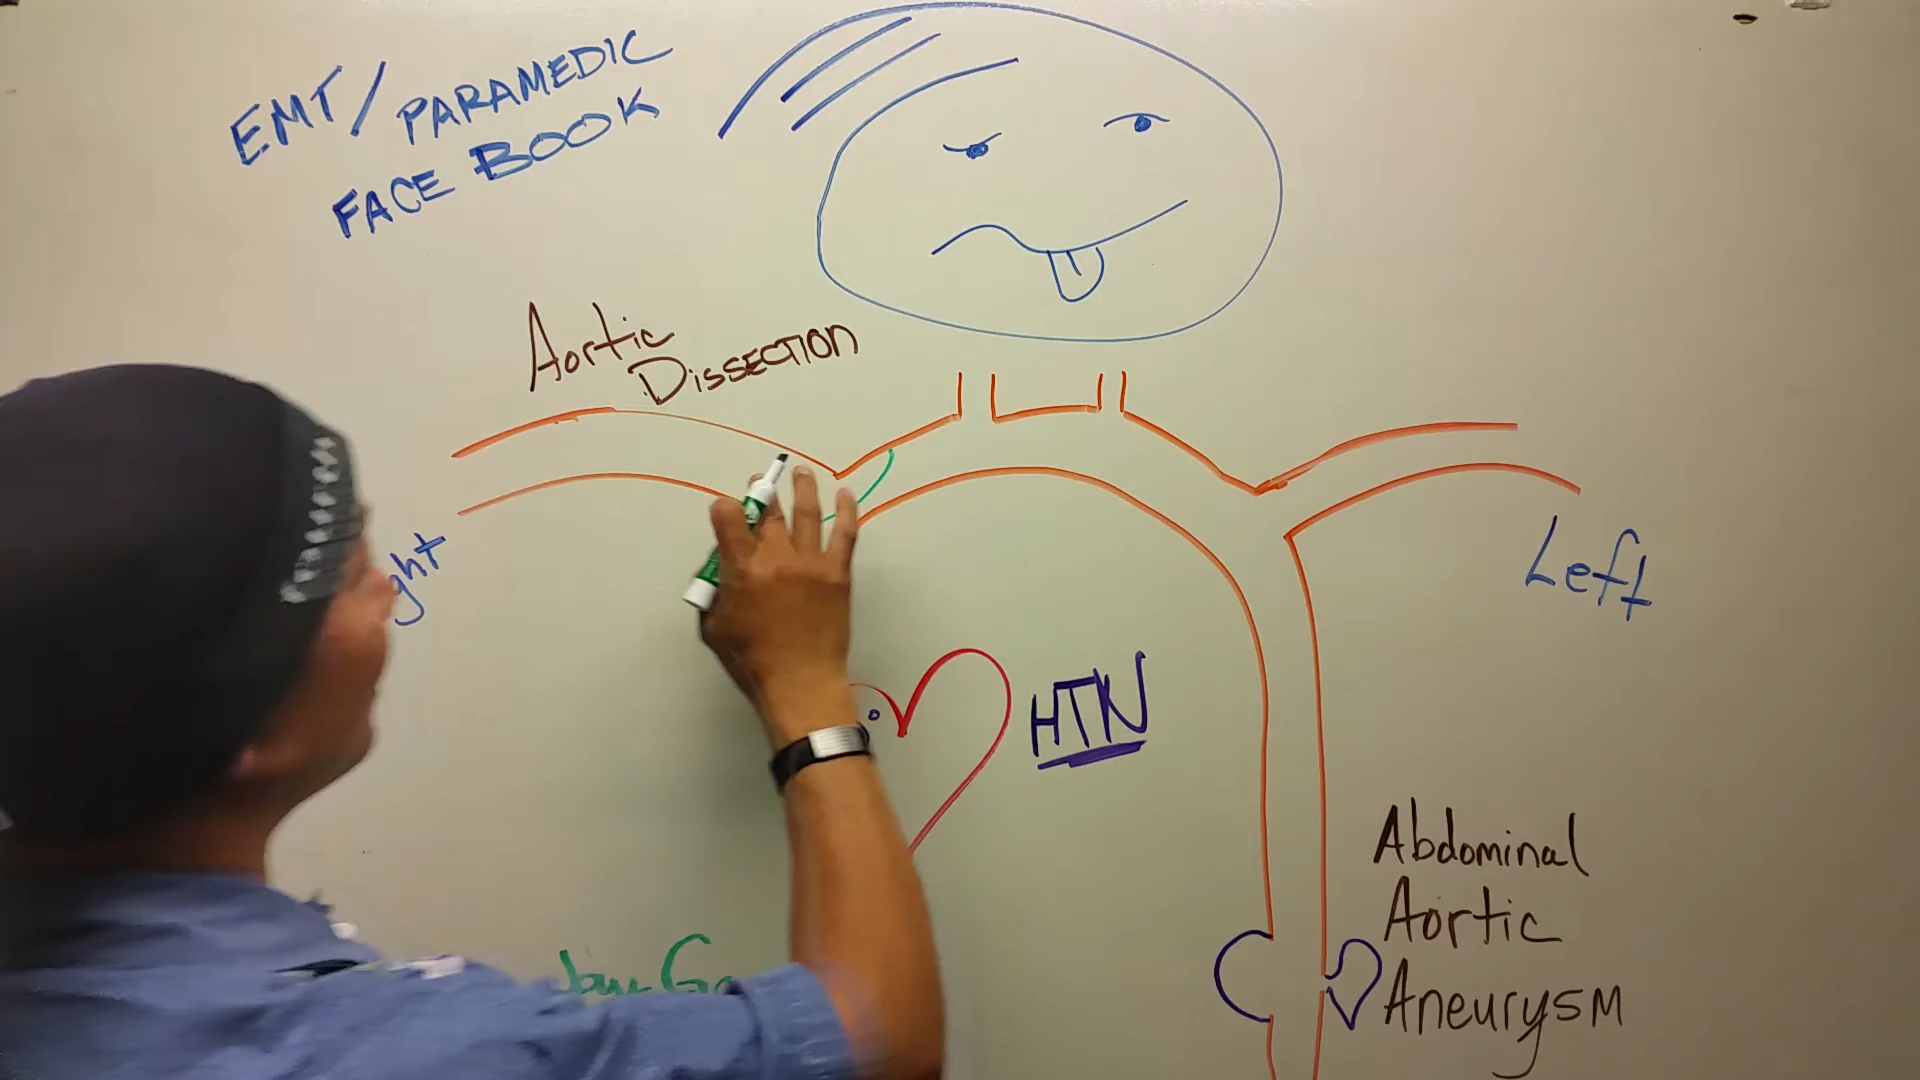 EMT/PARAMEDIC
FACE BOOK
Aortic
Dissection
ght
Left
HTN
Abdominal
Aortic
Aneurysm